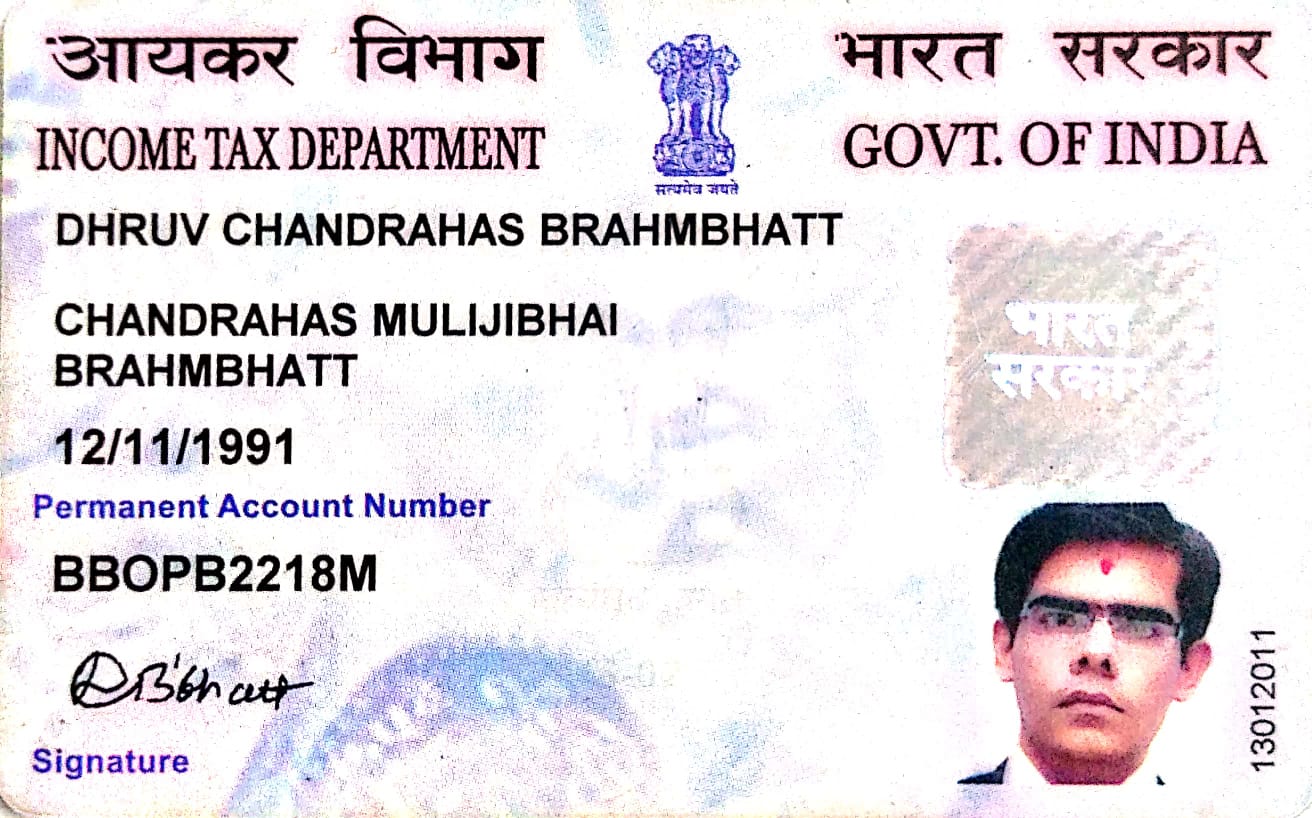 आयकर विभाग
भारत सरकार
INCOME TAX DEPARTMENT
GOVT. OF INDIA
सत्यमेव जयते
DHRUV CHANDRAHAS BRAHMBHATT
CHANDRAHAS MULIJIBHAI
BRAHMBHATT
भारत
सरकार
12/11/1991
Permanent Account Number
BBOPB2218M
DB'bhatt
Signature
13012011